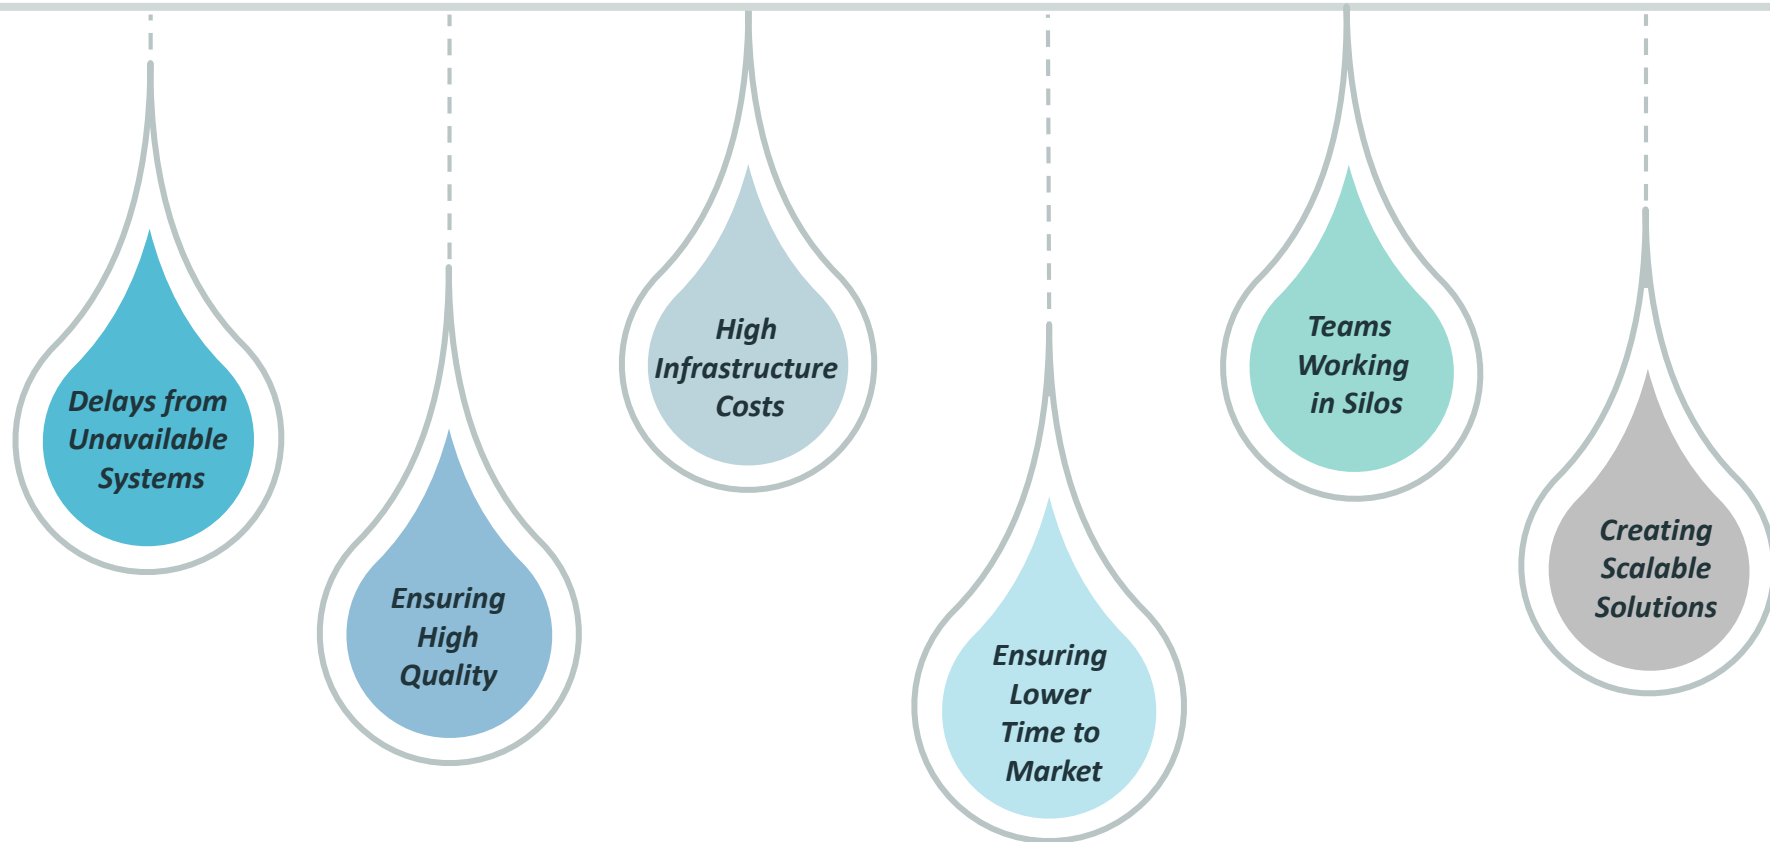 Delays from
Unavailable
Systems
Ensuring
High
Quality
High
Infrastructure
Costs
Ensuring
Lower
Time to
Market
Teams
Working
in Silos
Creating
Scalable
Solutions